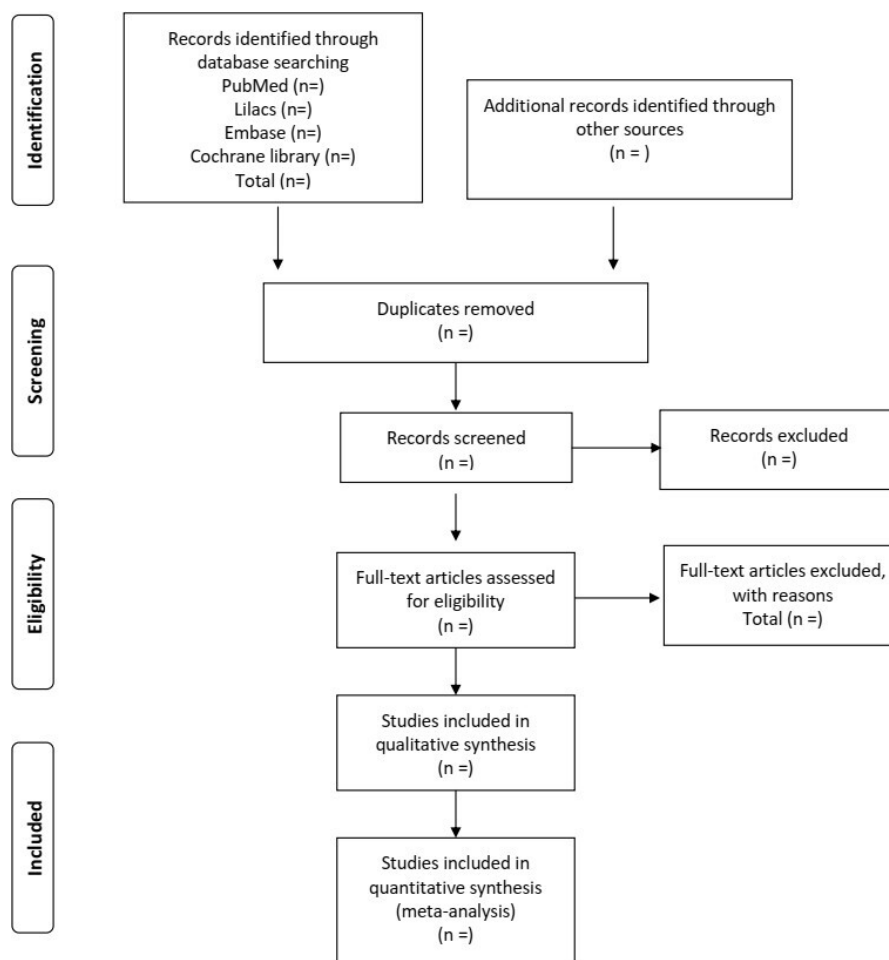 Identification
Records identified through
database searching
PubMed (n=)
Lilacs (n=)
Embase (n=)
Cochrane library (n=)
Total (n=)
Additional records identified through
other sources
(n = )
Screening
Duplicates removed
(n =)
Records screened
(n =)
Records excluded
(n =)
Eligibility
Full-text articles assessed
for eligibility
(n =)
Full-text articles excluded,
with reasons
Total (n =)
Studies included in
qualitative synthesis
(n =)
Included
Studies included in
quantitative synthesis
(meta-analysis)
(n =)